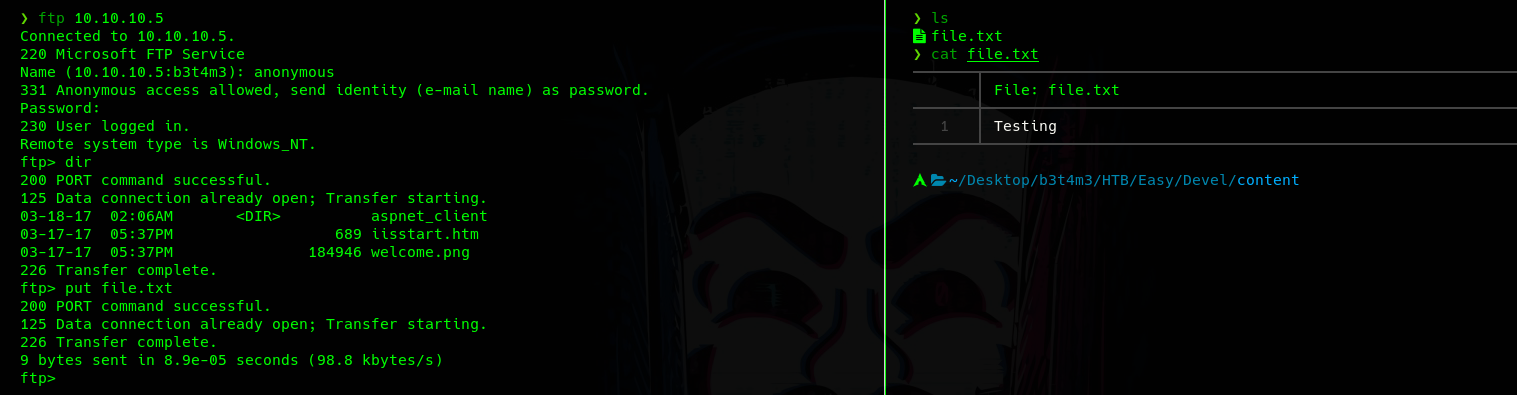 ❯ ftp 10.10.10.5
Connected to 10.10.10.5.
220 Microsoft FTP Service
Name (10.10.10.5:b3t4m3): anonymous
331 Anonymous access allowed, send identity (e-mail name) as password.
Password:
230 User logged in.
Remote system type is Windows_NT.
ftp> dir
200 PORT command successful.
125 Data connection already open; Transfer starting.
03-18-17  02:06AM       <DIR>          aspnet_client
03-17-17  05:37PM                  689 iisstart.htm
03-17-17  05:37PM               184946 welcome.png
226 Transfer complete.
ftp> put file.txt
200 PORT command successful.
125 Data connection already open; Transfer starting.
226 Transfer complete.
9 bytes sent in 8.9e-05 seconds (98.8 kbytes/s)
ftp>
❯ ls
file.txt
❯ cat file.txt
File: file.txt
1 Testing
~/Desktop/b3t4m3/HTB/Easy/Devel/content